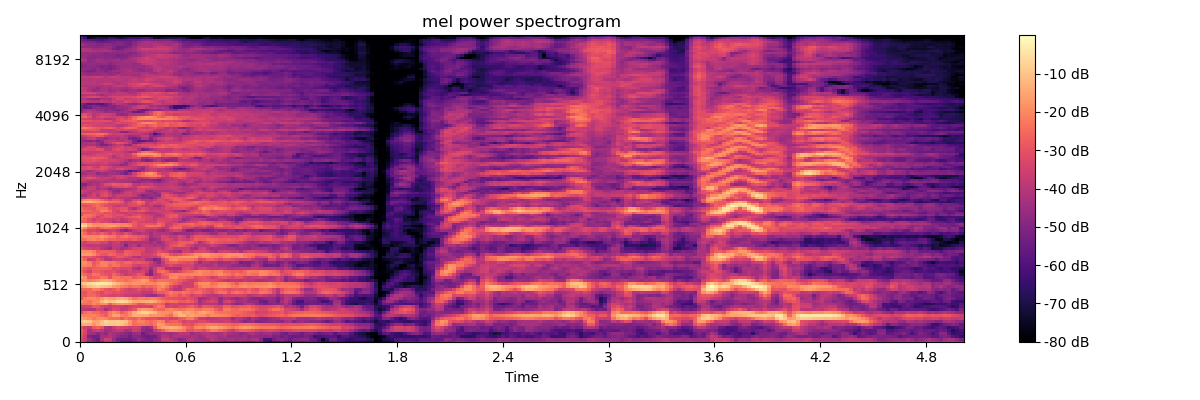 mel power spectrogram
8192
4096
2048
1024
512
0
Hz
0 0.6 1.2 1.8 2.4 3 3.6 4.2 4.8
Time
-10 dB
-20 dB
-30 dB
-40 dB
-50 dB
-60 dB
-70 dB
-80 dB